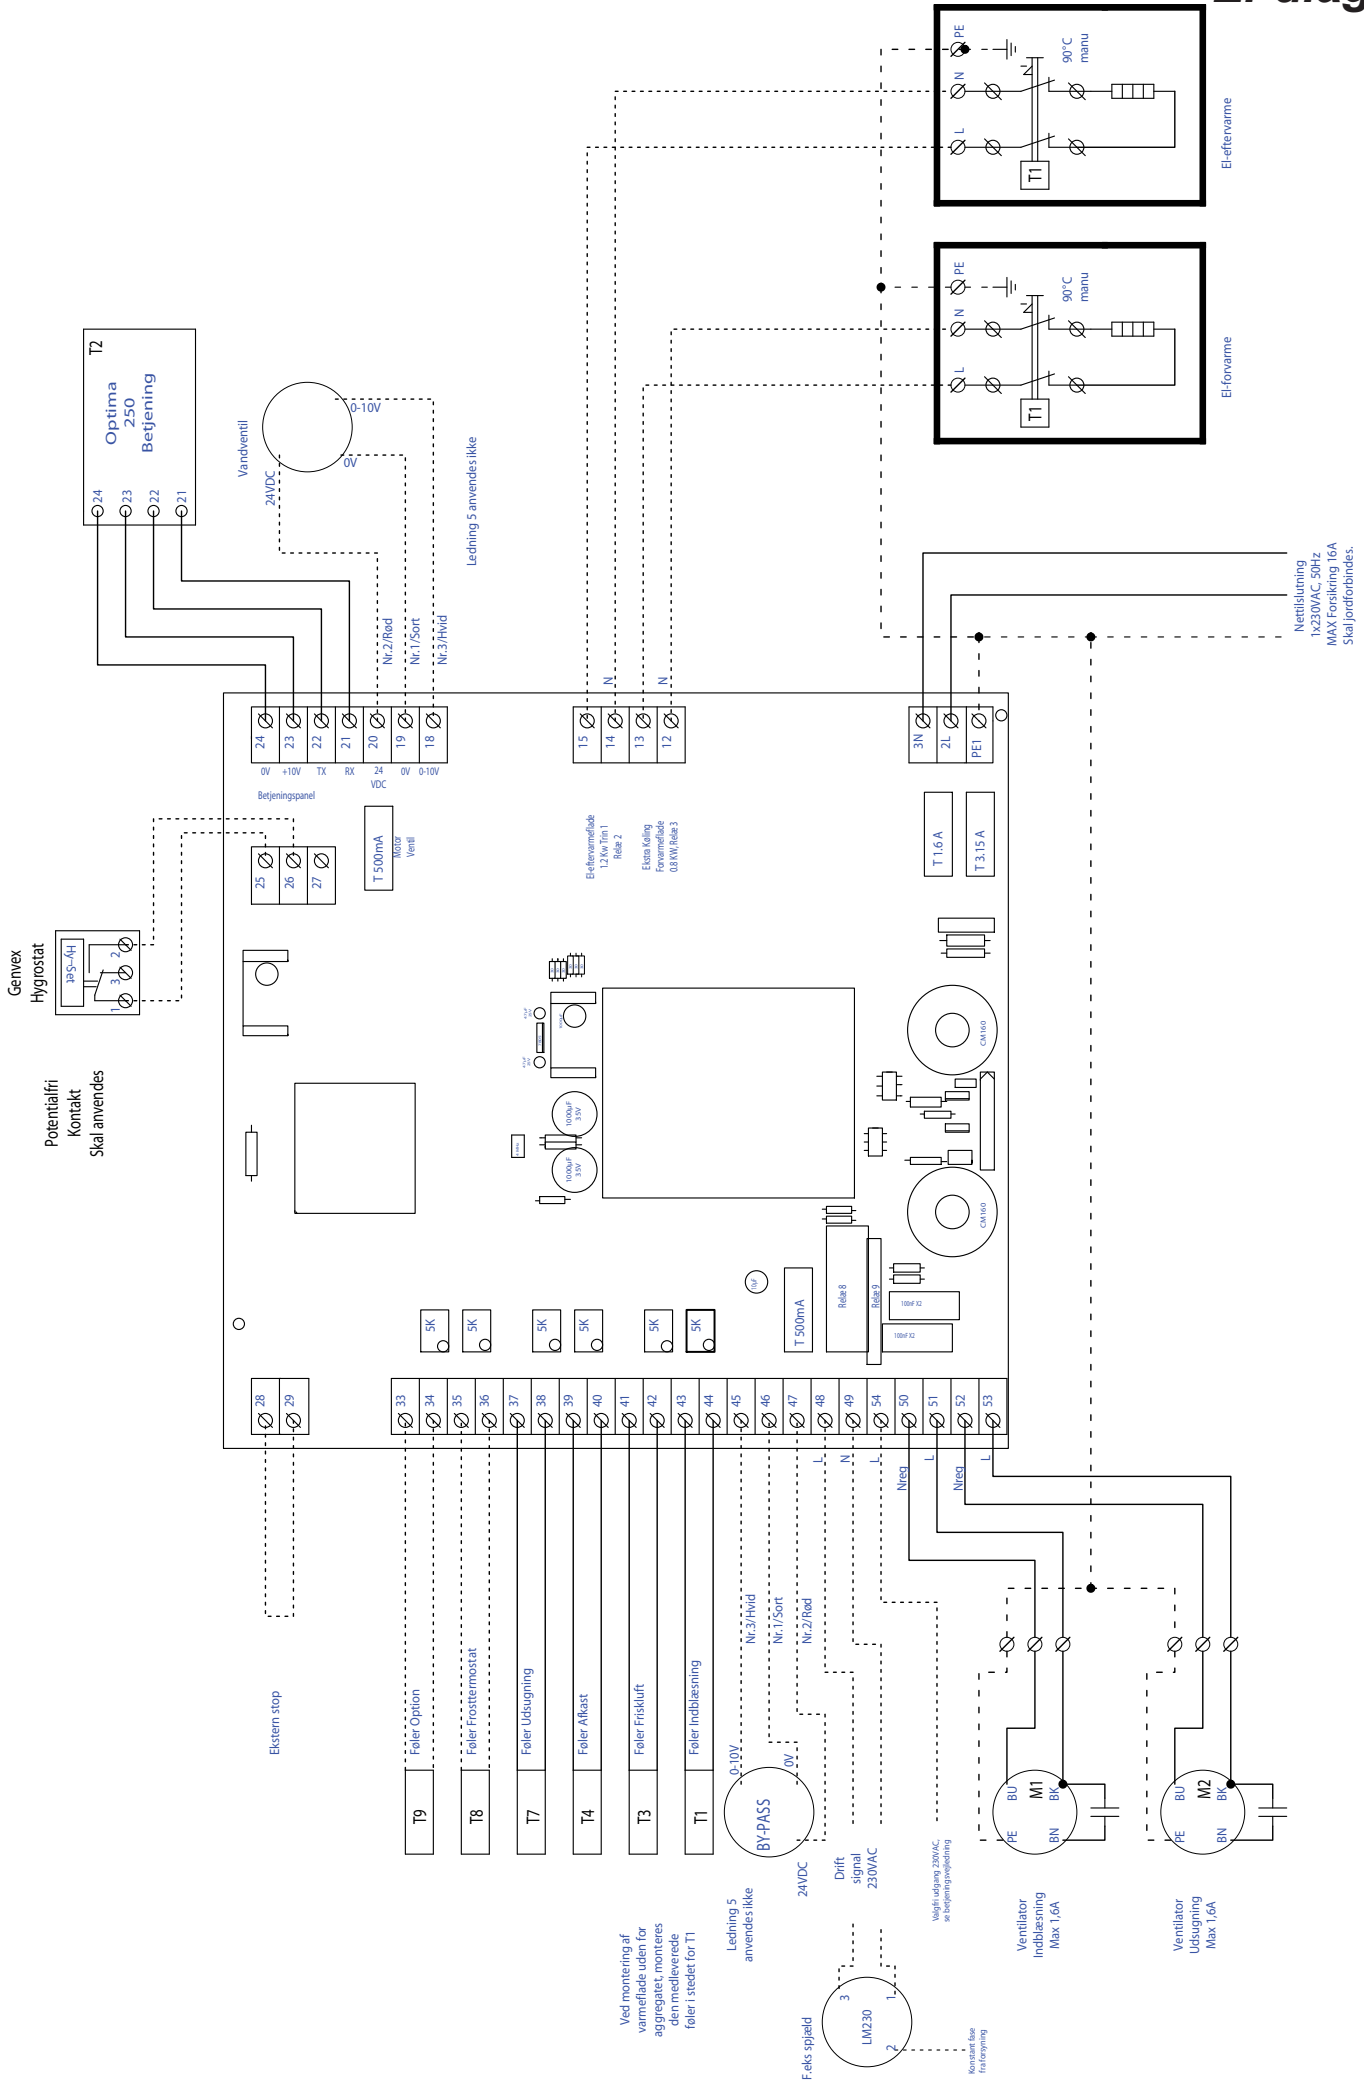 El-diag
T2
Optima
250
Betjening
24
23
22
21
Vandventil
24VDC
0V
0-10V
Nr.2/Rød
Nr.1/Sort
Nr.3/Hvid
Ledning 5 anvendes ikke
Genvex
Hygrostat
Hy-Set
1
3
2
Potentialfri
Kontakt
Skal anvendes
24
23
22
21
20
19
18
0V
+10V
TX
RX
24
VDC
0V
0-10V
Betjeningspanel
25
26
27
T 500mA
Motor
Ventil
15
14
13
12
N
N
El-eftervarmeflade
1.2 Kw Trin 1
Relæ 2
Ekstra Køling
Forvarmeflade
0.8 KW, Relæ 3
3N
2L
PE1
T 1.6 A
T 3.15 A
Nettilslutning
1x230VAC, 50Hz
MAX Forsikring 16A
Skal jordforbindes.
L
N
PE
T1
90°C
manu
El-eftervarme
L
N
PE
T1
90°C
manu
El-forvarme
1000µF
35V
1000µF
35V
CM160
CM160
10µF
T 500mA
Relæ 8
Relæ 9
100nF X2
100nF X2
5K
5K
5K
5K
5K
5K
28
29
33
34
35
36
37
38
39
40
41
42
43
44
45
46
47
48
49
54
50
51
52
53
L
N
L
Nreg
L
Nreg
L
Ekstern stop
T9
Føler Option
T8
Føler Frosttermostat
T7
Føler Udsugning
T4
Føler Afkast
T3
Føler Friskluft
T1
Føler Indblæsning
Ved montering af
varmeflade uden for
aggregatet, monteres
den medleverede
føler i stedet for T1
Nr.3/Hvid
Nr.1/Sort
Nr.2/Rød
0-10V
0V
BY-PASS
24VDC
Ledning 5
anvendes ikke
Drift
signal
230VAC
F.eks spjæld
LM230
3
1
2
Konstant fase
fra forsyning
Valgfri udgang 230VAC,
se betjeningsvejledning
PE
BU
M1
BN
BK
Ventilator
Indblæsning
Max 1,6A
PE
BU
M2
BN
BK
Ventilator
Udsugning
Max 1,6A